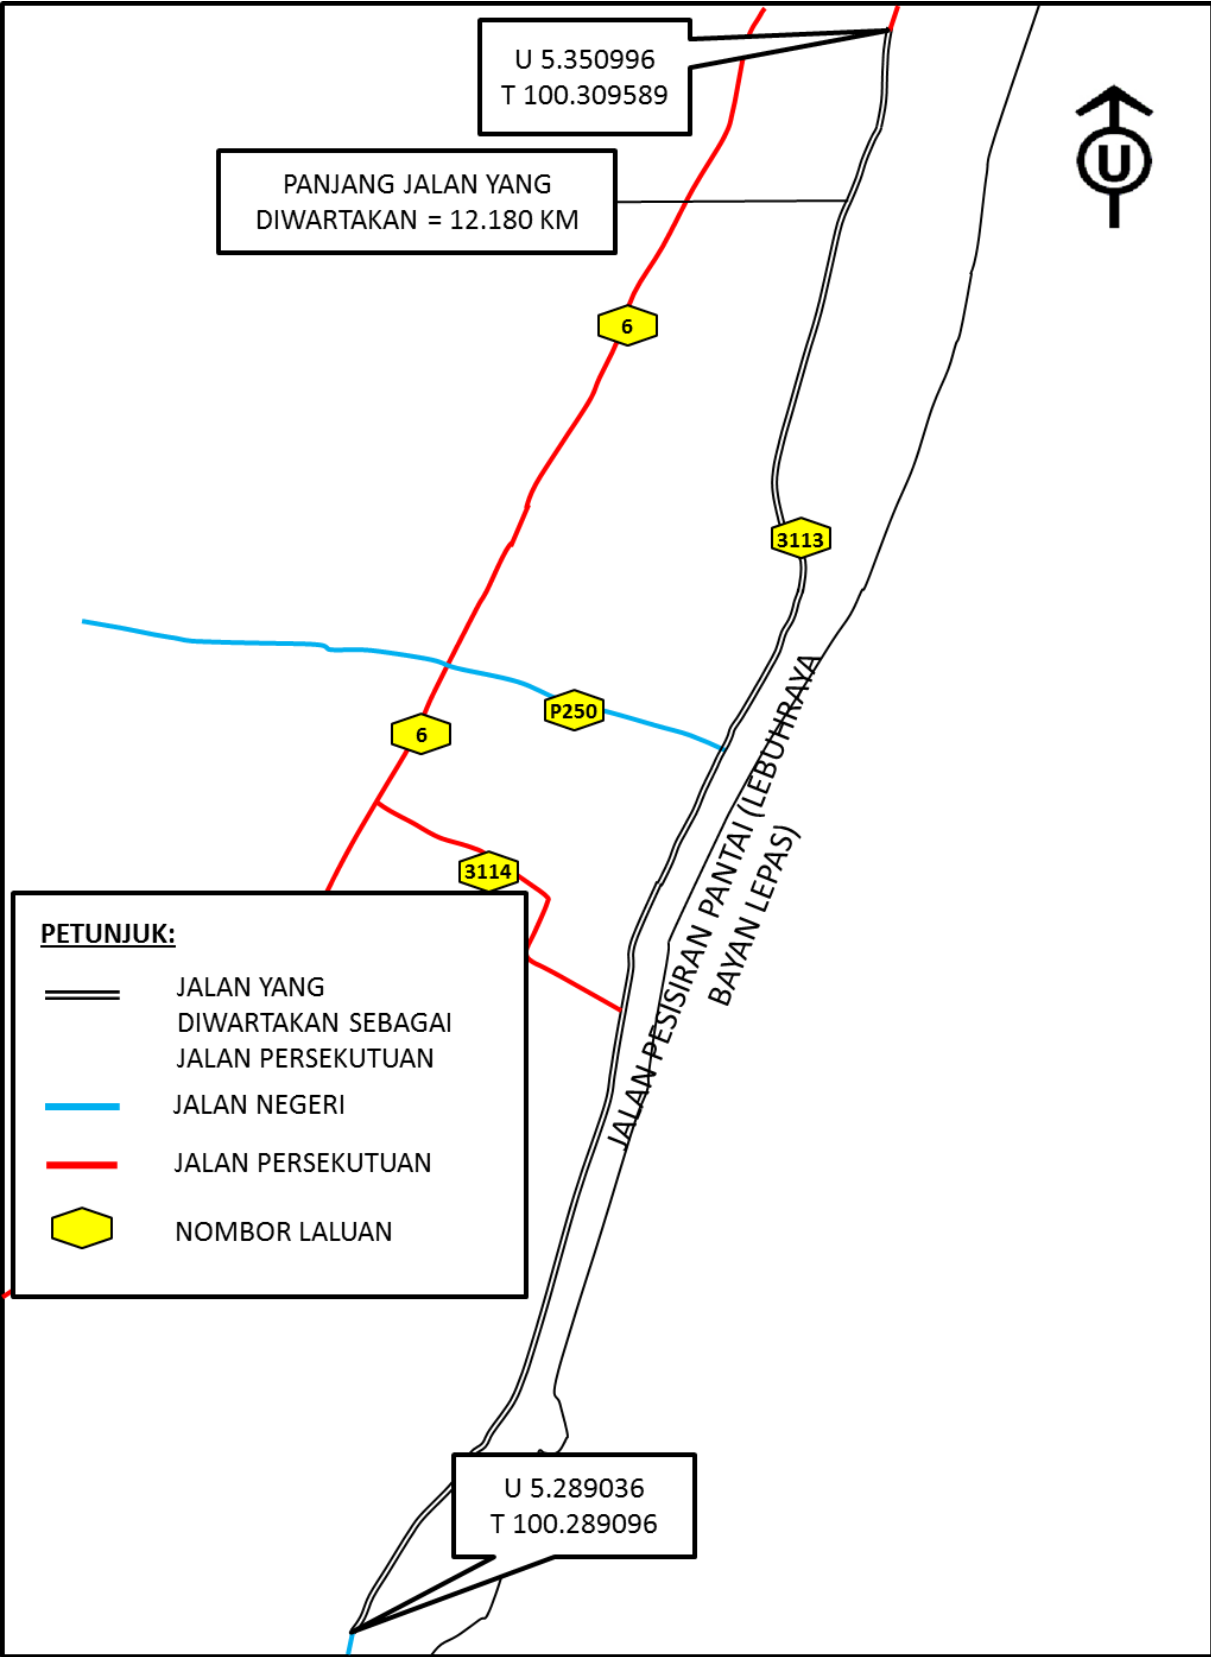 U 5.350996
T 100.309589
U
PANJANG JALAN YANG
DIWARTAKAN = 12.180 KM
6
3113
P250
6
3114
JALAN PESISIRAN PANTAI (LEBUHRAYA
BAYAN LEPAS)
PETUNJUK:
JALAN YANG
DIWARTAKAN SEBAGAI
JALAN PERSEKUTUAN
JALAN NEGERI
JALAN PERSEKUTUAN
NOMBOR LALUAN
U 5.289036
T 100.289096